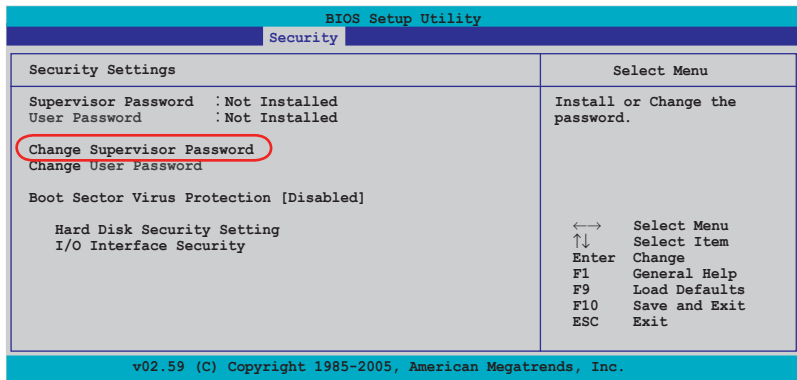 BIOS Setup Utility
Security
Security Settings
Supervisor Password : Not Installed
User Password : Not Installed
Change Supervisor Password
Change User Password
Boot Sector Virus Protection [Disabled]
Hard Disk Security Setting
I/O Interface Security
Select Menu
Install or Change the
password.
←→ Select Menu
↑↓ Select Item
Enter Change
F1 General Help
F9 Load Defaults
F10 Save and Exit
ESC Exit
v02.59 (C) Copyright 1985-2005, American Megatrends, Inc.